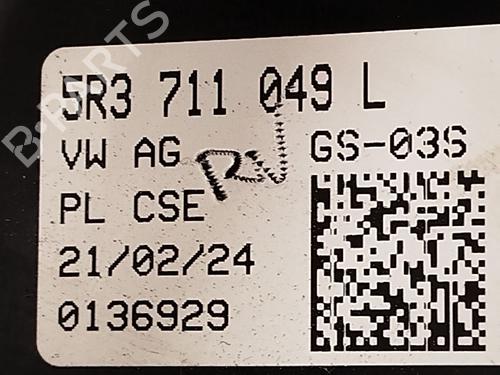 5R3 711 049 L
VW AG GS-03S
PL CSE
21/02/24
0136929
B-PARTS